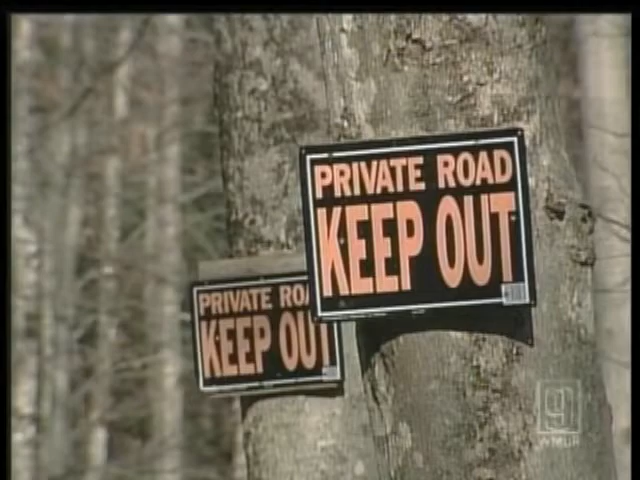 PRIVATE ROAD
KEEP OUT
PRIVATE ROA
KEEP OUT
9
WMUR